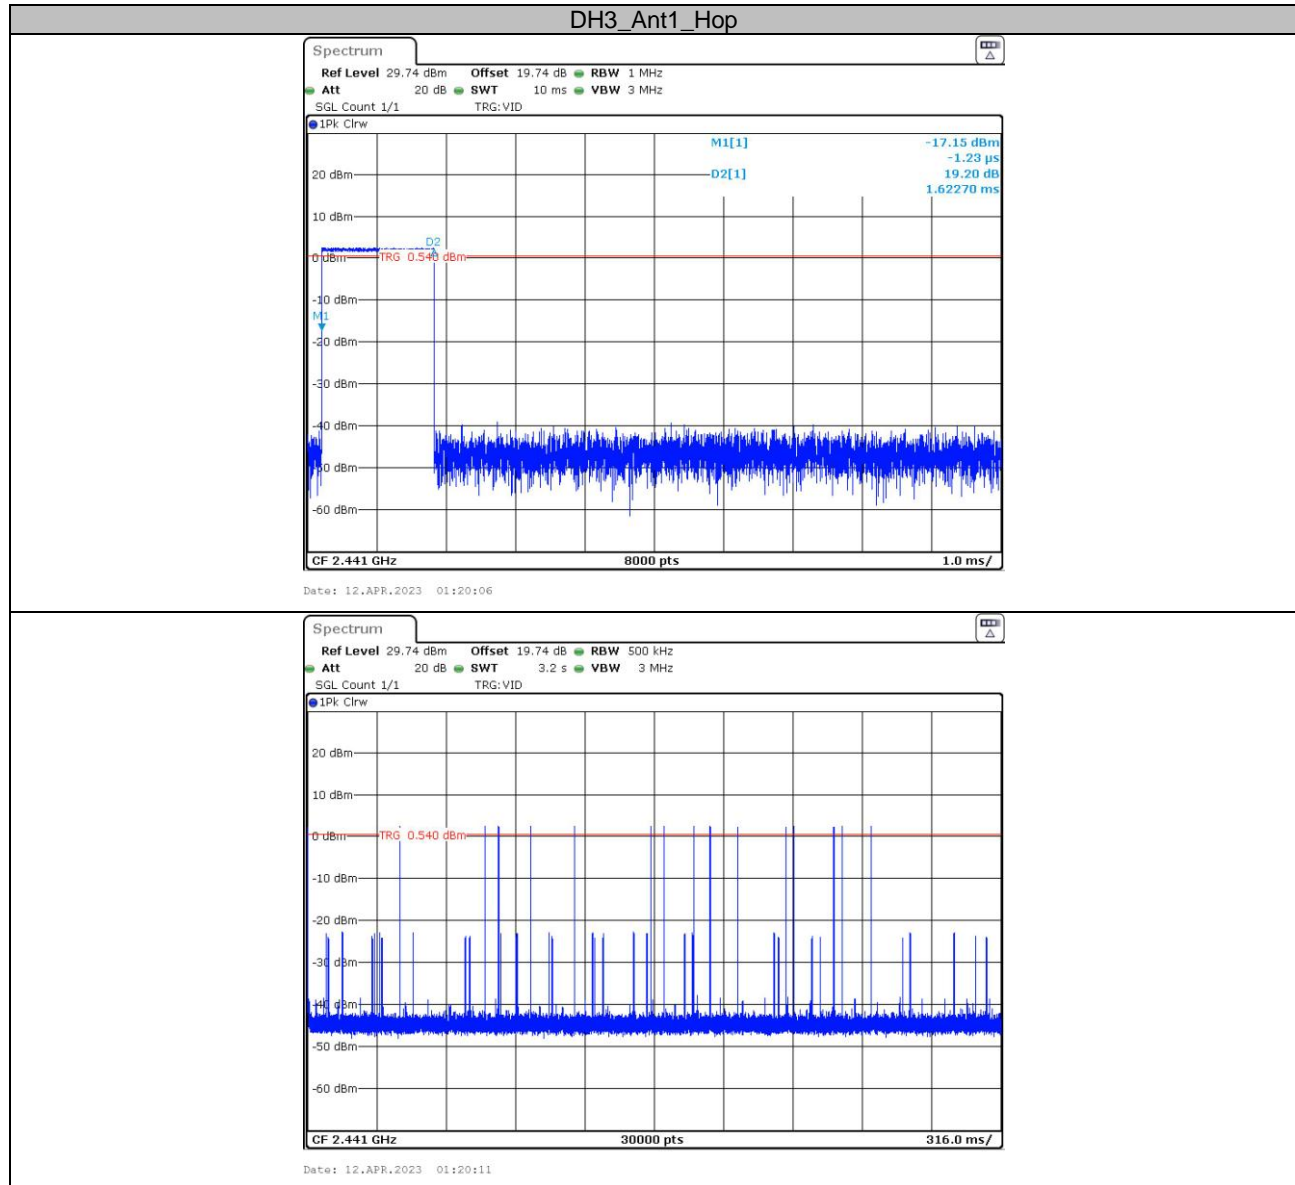 DH3_Ant1_Hop
Spectrum
Ref Level 29.74 dBm Offset 19.74 dB RBW 1 MHz
Att 20 dB SWT 10 ms VBW 3 MHz
SGL Count 1/1 TRG:VID
1Pk Clrw
M1[1] -17.15 dBm
-1.23 µs
20 dBm D2[1] 19.20 dB
1.62270 ms
10 dBm
D2
0 dBm TRG 0.540 dBm
-10 dBm
M1
-20 dBm
-30 dBm
-40 dBm
-50 dBm
-60 dBm
CF 2.441 GHz 8000 pts 1.0 ms/
Date: 12.APR.2023 01:20:06
Spectrum
Ref Level 29.74 dBm Offset 19.74 dB RBW 500 kHz
Att 20 dB SWT 3.2 s VBW 3 MHz
SGL Count 1/1 TRG:VID
1Pk Clrw
20 dBm
10 dBm
0 dBm TRG 0.540 dBm
-10 dBm
-20 dBm
-30 dBm
-40 dBm
-50 dBm
-60 dBm
CF 2.441 GHz 30000 pts 316.0 ms/
Date: 12.APR.2023 01:20:11